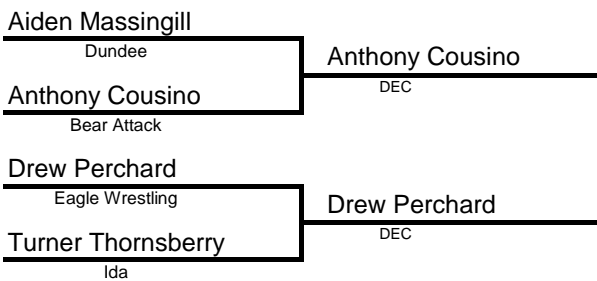 Aiden Massingill
Dundee
Anthony Cousino
DEC
Anthony Cousino
Bear Attack
Drew Perchard
Eagle Wrestling
Drew Perchard
DEC
Turner Thornsberry
Ida